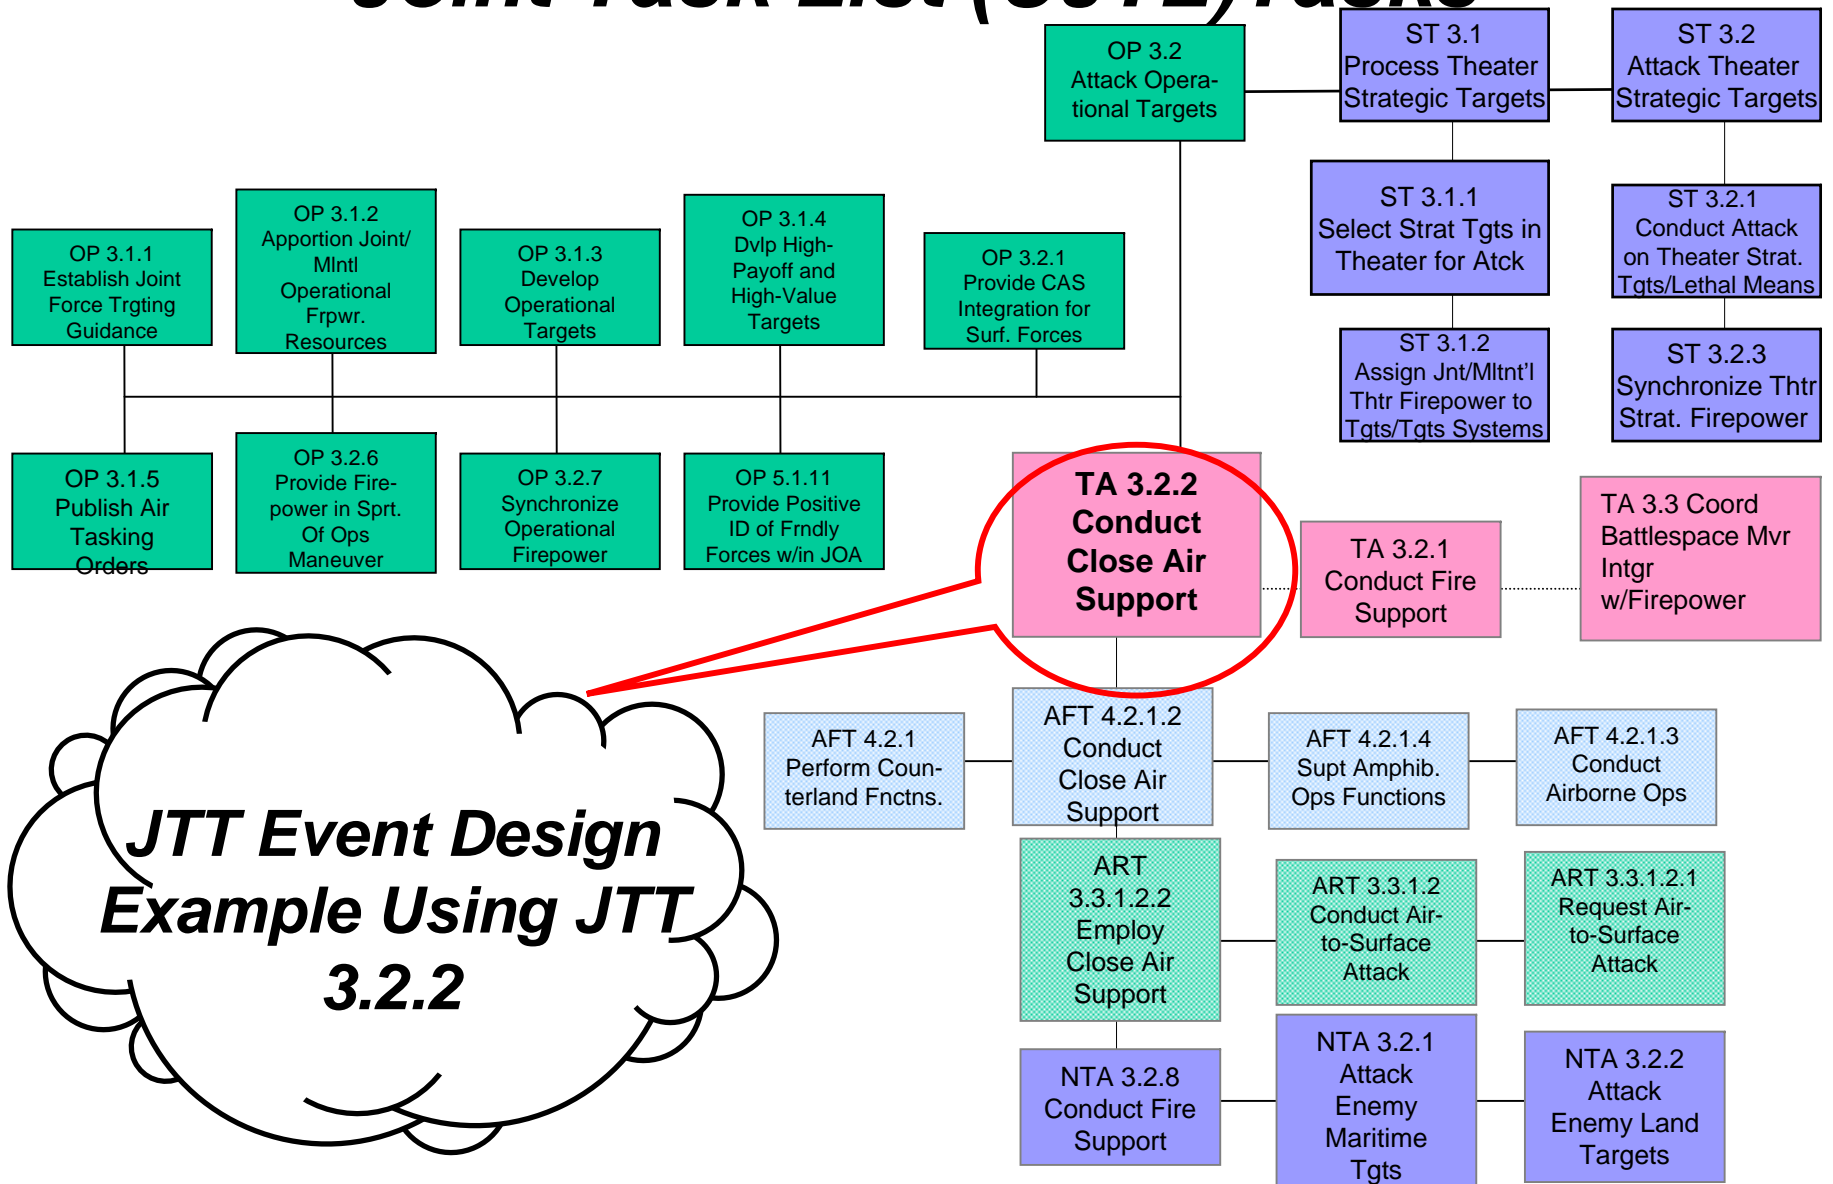 Joint Task List (UJTL)Tasks
OP 3.2
Attack Opera-
tional Targets
ST 3.1
Process Theater
Strategic Targets
ST 3.2
Attack Theater
Strategic Targets
ST 3.1.1
Select Strat Tgts in
Theater for Atck
ST 3.2.1
Conduct Attack
on Theater Strat.
Tgts/Lethal Means
ST 3.1.2
Assign Jnt/Mltnt'l
Thtr Firepower to
Tgts/Tgts Systems
ST 3.2.3
Synchronize Thtr
Strat. Firepower
OP 3.1.1
Establish Joint
Force Trgting
Guidance
OP 3.1.2
Apportion Joint/
Mlntl
Operational
Frpwr.
Resources
OP 3.1.3
Develop
Operational
Targets
OP 3.1.4
Dvlp High-
Payoff and
High-Value
Targets
OP 3.2.1
Provide CAS
Integration for
Surf. Forces
OP 3.1.5
Publish Air
Tasking
Orders
OP 3.2.6
Provide Fire-
power in Sprt.
Of Ops
Maneuver
OP 3.2.7
Synchronize
Operational
Firepower
OP 5.1.11
Provide Positive
ID of Frndly
Forces w/in JOA
TA 3.2.2
Conduct
Close Air
Support
TA 3.2.1
Conduct Fire
Support
TA 3.3 Coord
Battlespace Mvr
Intgr
w/Firepower
AFT 4.2.1
Perform Coun-
terland Fnctns.
AFT 4.2.1.2
Conduct
Close Air
Support
AFT 4.2.1.4
Supt Amphib.
Ops Functions
AFT 4.2.1.3
Conduct
Airborne Ops
JTT Event Design
Example Using JTT
3.2.2
ART
3.3.1.2.2
Employ
Close Air
Support
ART 3.3.1.2
Conduct Air-
to-Surface
Attack
ART 3.3.1.2.1
Request Air-
to-Surface
Attack
NTA 3.2.8
Conduct Fire
Support
NTA 3.2.1
Attack
Enemy
Maritime
Tgts
NTA 3.2.2
Attack
Enemy Land
Targets